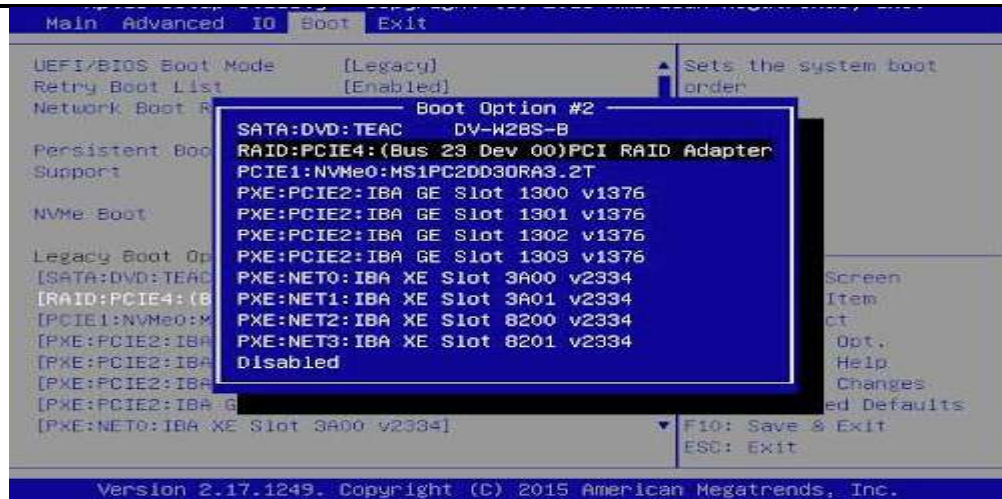 Main Advanced IO Boot Exit
UEFI/BIOS Boot Mode [Legacy]
Retry Boot List [Enabled]
Network Boot R
Persistent Boo
Support
NVMe Boot
Legacy Boot Op
[SATA:DVD:TEAC
[RAID:PCIE4:(B
[PCIE1:NVMe0:M
[PXE:PCIE2:IBA
[PXE:PCIE2:IBA
[PXE:PCIE2:IBA
[PXE:PCIE2:IBA G
[PXE:NET0:IBA XE Slot 3A00 v2334]
Boot Option #2
SATA:DVD:TEAC DV-W28S-B
RAID:PCIE4:(Bus 23 Dev 00)PCI RAID Adapter
PCIE1:NVMe0:MS1PC2DD3ORA3.2T
PXE:PCIE2:IBA GE Slot 1300 v1376
PXE:PCIE2:IBA GE Slot 1301 v1376
PXE:PCIE2:IBA GE Slot 1302 v1376
PXE:PCIE2:IBA GE Slot 1303 v1376
PXE:NET0:IBA XE Slot 3A00 v2334
PXE:NET1:IBA XE Slot 3A01 v2334
PXE:NET2:IBA XE Slot 8200 v2334
PXE:NET3:IBA XE Slot 8201 v2334
Disabled
Sets the system boot
order
Screen
Item
ct
Opt.
Help
Changes
ed Defaults
F10: Save & Exit
ESC: Exit
Version 2.17.1249. Copyright (C) 2015 American Megatrends, Inc.